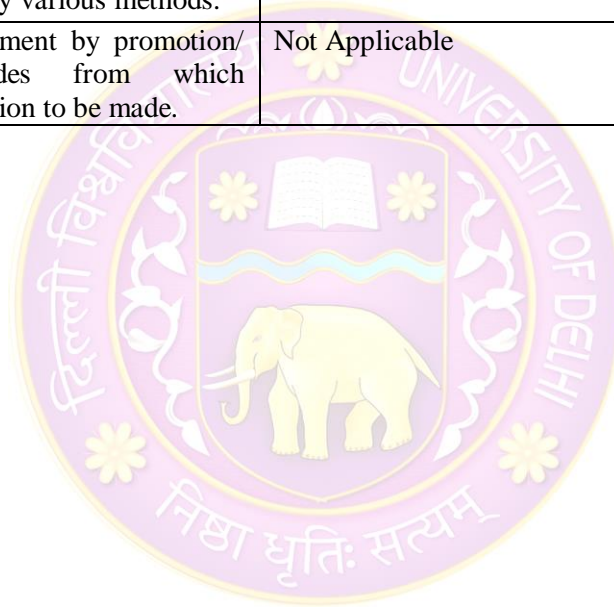 y various methods.
ment by promotion/ Not Applicable
des from which
ion to be made.
दिल्ली विश्वविद्यालय
UNIVERSITY OF DELHI
निष्ठा धृतिः सत्यम्